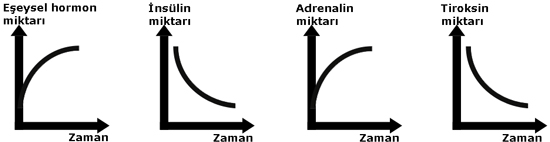 Eşeysel hormon
miktarı
Zaman
İnsülin
miktarı
Zaman
Adrenalin
miktarı
Zaman
Tiroksin
miktarı
Zaman